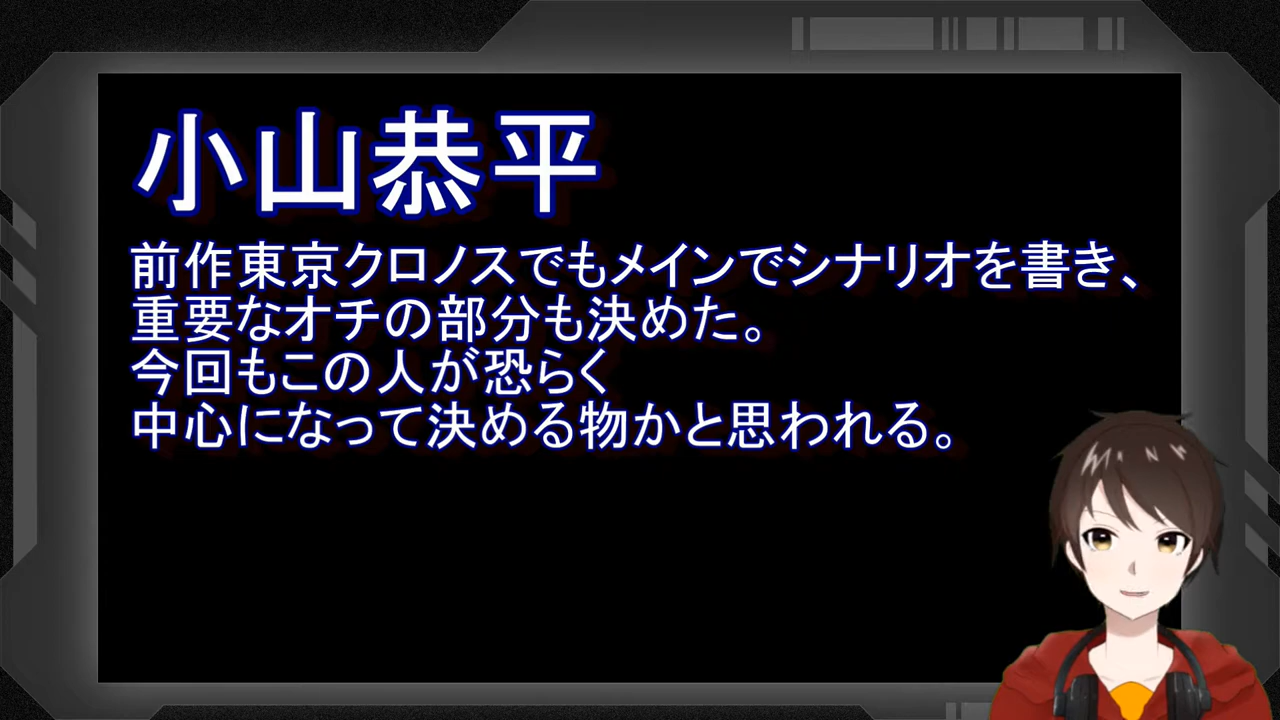 小山恭平
前作東京クロノスでもメインでシナリオを書き、
重要なオチの部分も決めた。
今回もこの人が恐らく
中心になって決める物かと思われる。